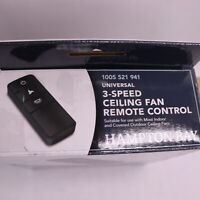 1005 521 941
UNIVERSAL
3-SPEED
CEILING FAN
REMOTE CONTROL
Suitable for use with Most Indoor
and Covered Outdoor Ceiling Fans
HAMPTON BAY